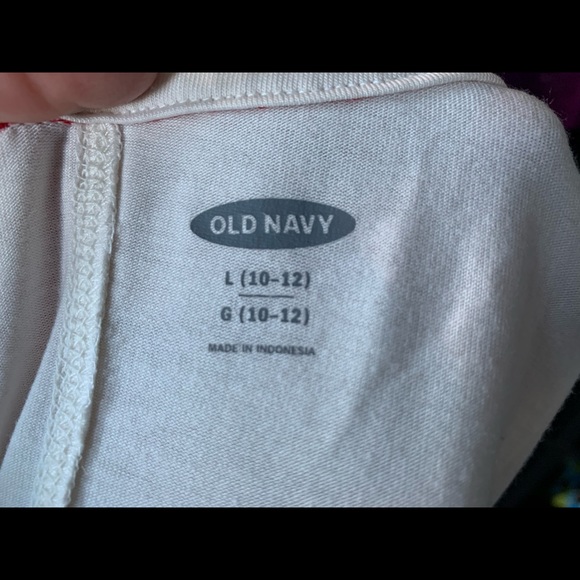 OLD NAVY
L (10-12)
G (10-12)
MADE IN INDONESIA